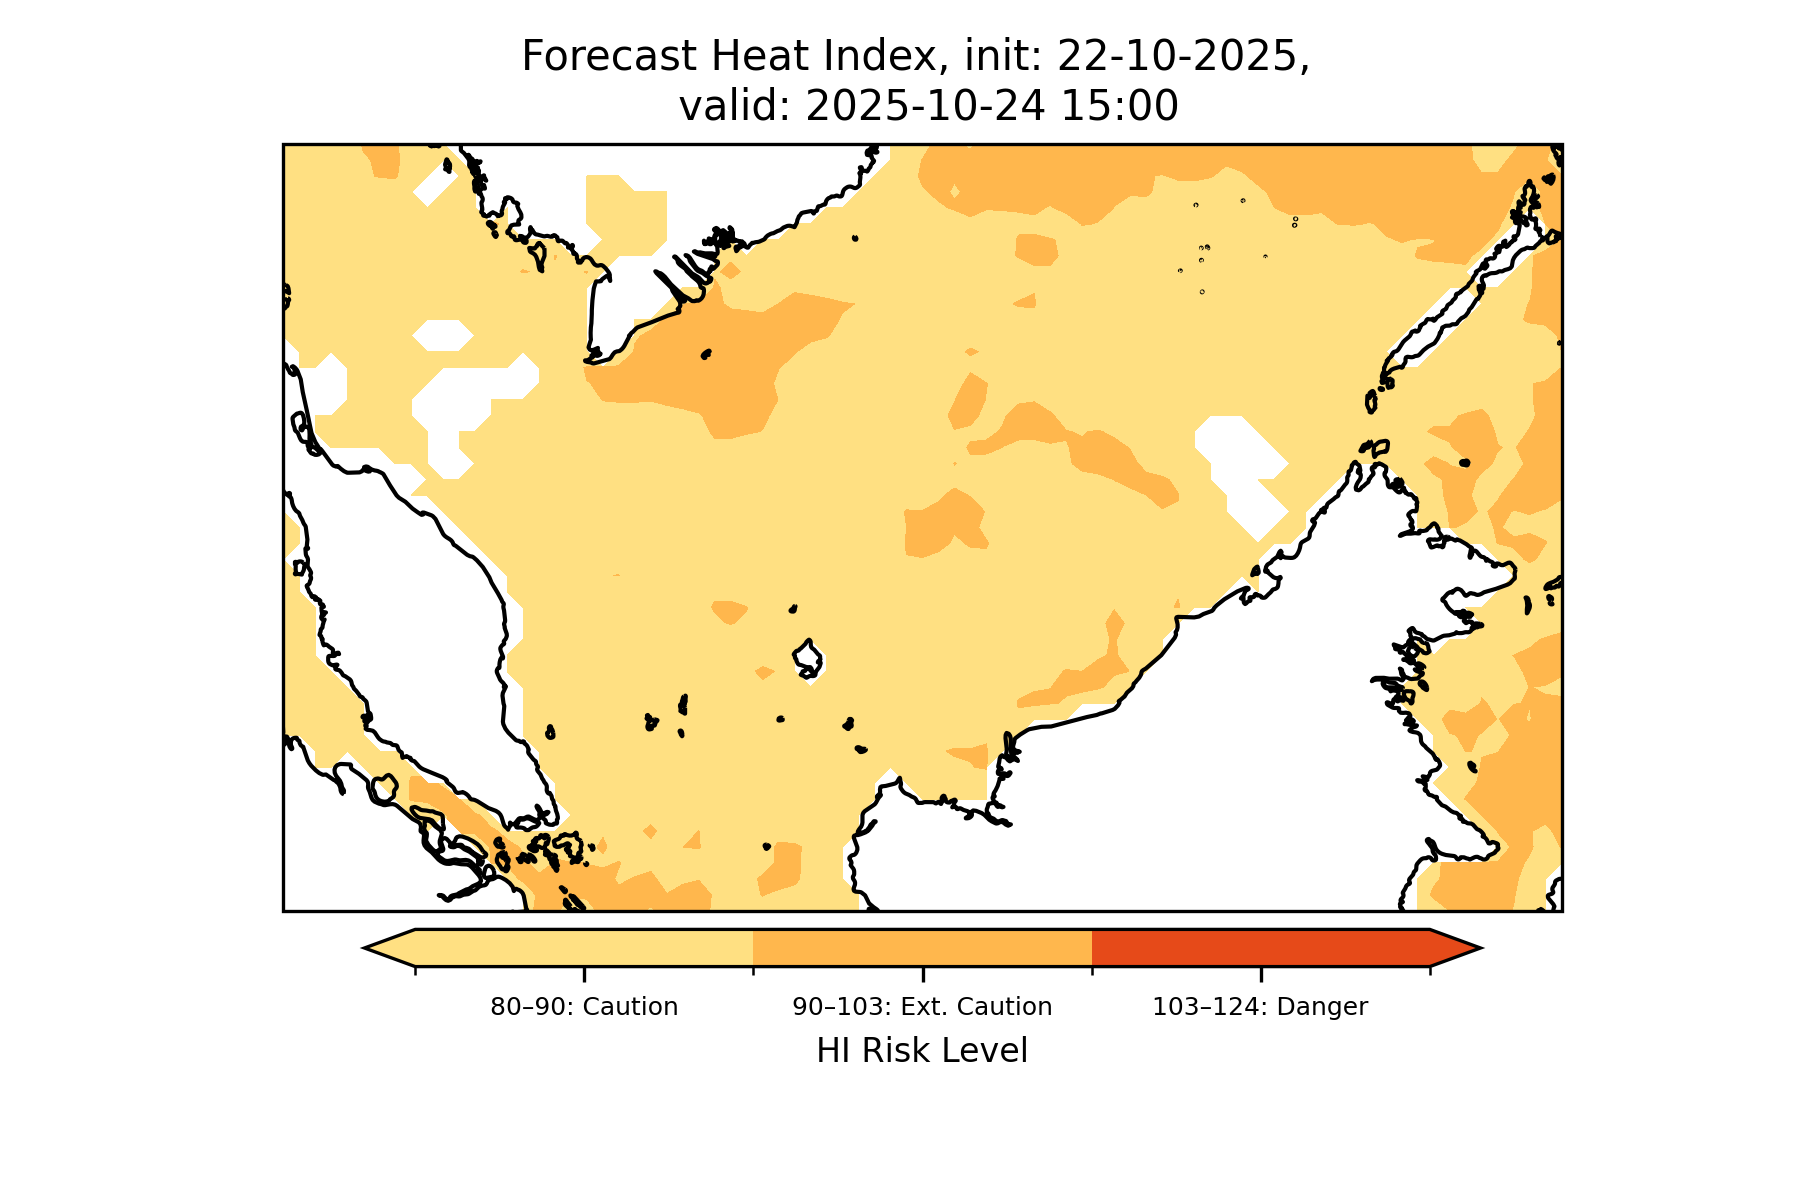 Forecast Heat Index, init: 22-10-2025,
valid: 2025-10-24 15:00
80–90: Caution
90–103: Ext. Caution
103–124: Danger
HI Risk Level